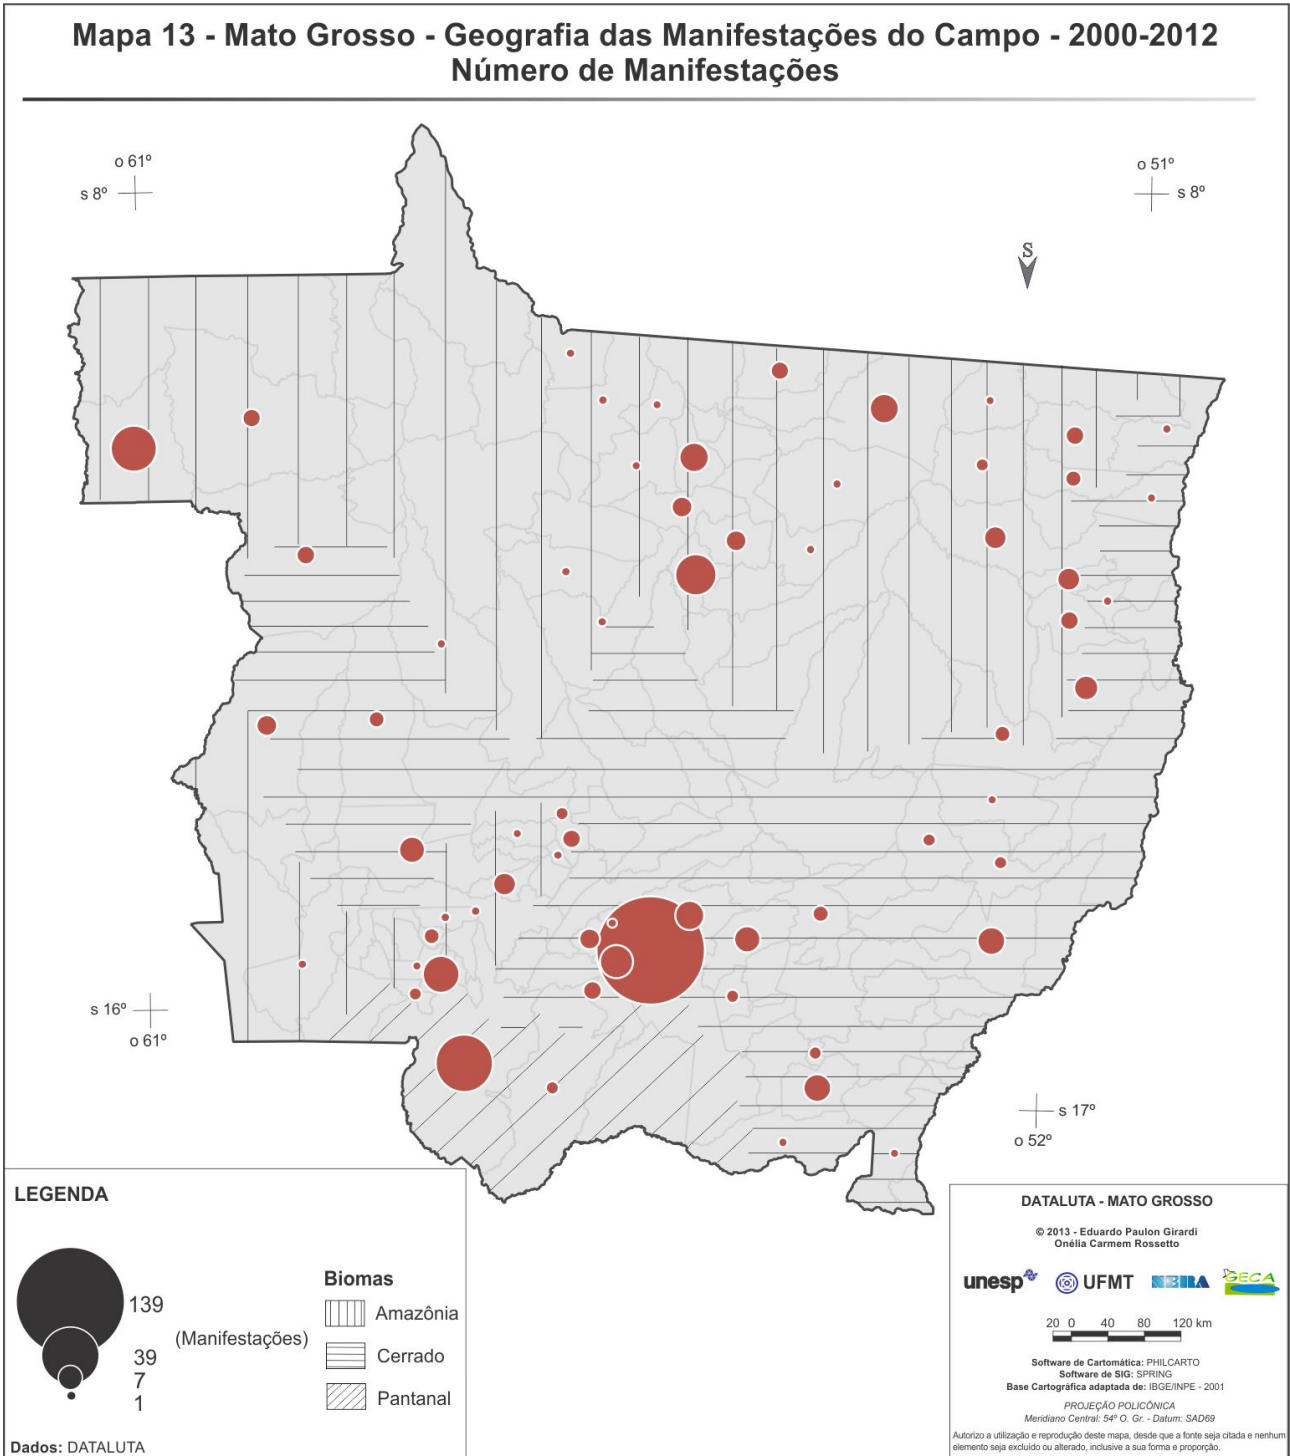 Mapa 13 - Mato Grosso - Geografia das Manifestações do Campo - 2000-2012
Número de Manifestações
o 61º
s 8º
o 51º
s 8º
S
s 16º
o 61º
s 17º
o 52º
LEGENDA
139
(Manifestações)
39
7
1
Biomas
Amazônia
Cerrado
Pantanal
Dados: DATALUTA
DATALUTA - MATO GROSSO
© 2013 - Eduardo Paulon Girardi
Onélia Carmem Rossetto
unesp
UFMT
NERA
GECA
20 0 40 80 120 km
Software de Cartomática: PHILCARTO
Software de SIG: SPRING
Base Cartográfica adaptada de: IBGE/INPE - 2001
PROJEÇÃO POLICÔNICA
Meridiano Central: 54º O. Gr. - Datum: SAD69
Autorizo a utilização e reprodução deste mapa, desde que a fonte seja citada e nenhum
elemento seja excluído ou alterado, inclusive a sua forma e proporção.